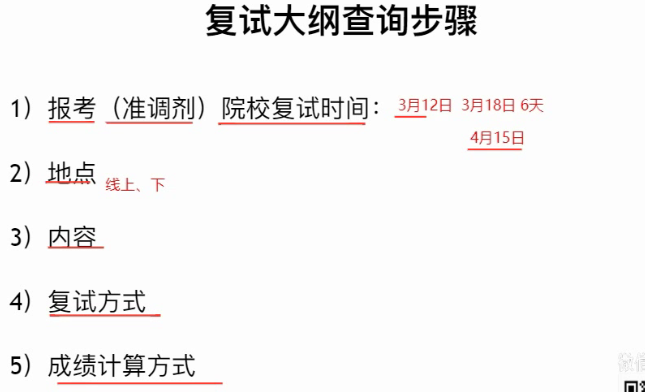 复试大纲查询步骤
1）报考（准调剂）院校复试时间： 3月12日 3月18日 6天
4月15日
2）地点 线上、下
3）内容
4）复试方式
5）成绩计算方式
微信